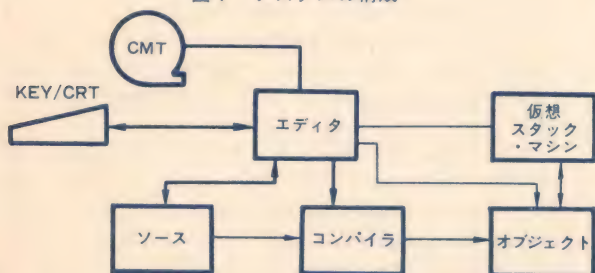 CMT
KEY/CRT
エディタ
仮想
スタック
・マシン
ソース
コンパイラ
オブジェクト